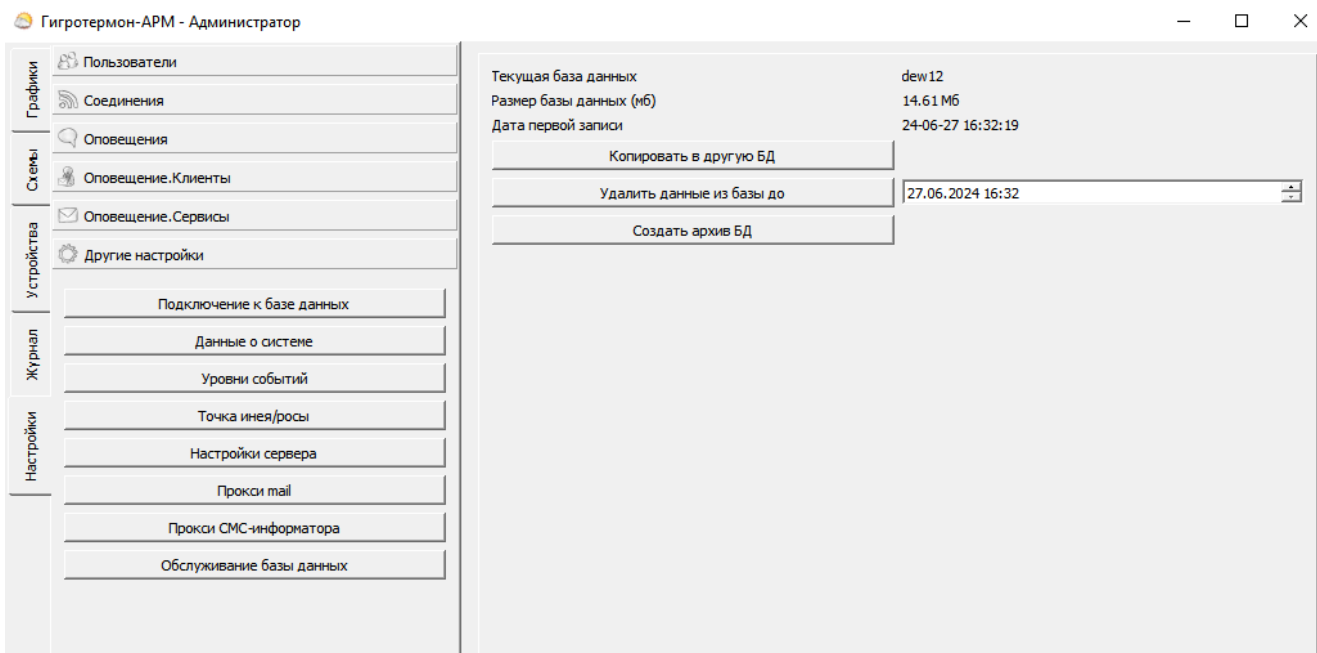 Гигротермон-АРМ - Администратор
Графики
Схемы
Устройства
Журнал
Настройки
Пользователи
Соединения
Оповещения
Оповещение.Клиенты
Оповещение.Сервисы
Другие настройки
Подключение к базе данных
Данные о системе
Уровни событий
Точка инея/росы
Настройки сервера
Прокси mail
Прокси СМС-информатора
Обслуживание базы данных
Текущая база данных dew12
Размер базы данных (мб) 14.61 Мб
Дата первой записи 24-06-27 16:32:19
Копировать в другую БД
Удалить данные из базы до 27.06.2024 16:32
Создать архив БД